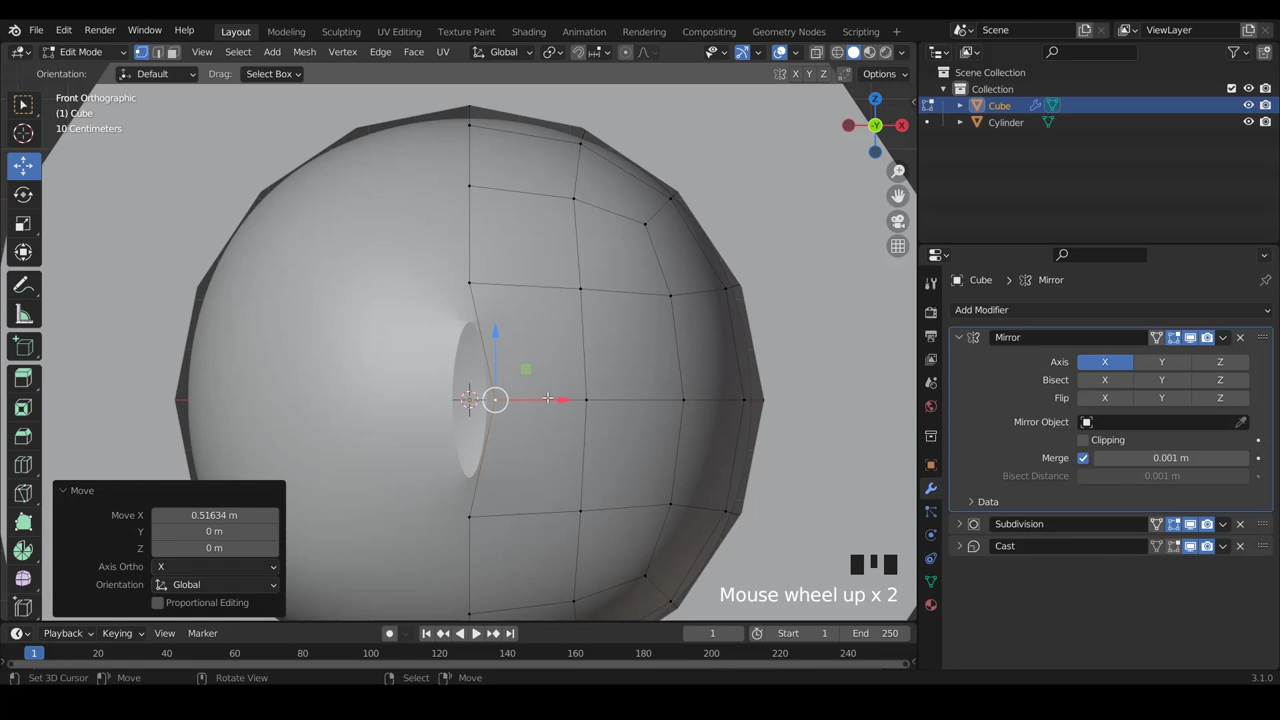 File Edit Render Window Help Layout Modeling Sculpting UV Editing Texture Paint Shading Animation Rendering Compositing Geometry Nodes Scripting Scene ViewLayer
Edit Mode View Select Add Mesh Vertex Edge Face UV Global
Orientation: Default Drag: Select Box X Y Z Options
Scene Collection
Collection
Cube
Cylinder
Front Orthographic
(1) Cube
10 Centimeters
Z
-Y
X
Cube > Mirror
Add Modifier
Mirror
Axis X Y Z
Bisect X Y Z
Flip X Y Z
Mirror Object
Clipping
Merge 0.001 m
Bisect Distance 0.001 m
Data
Subdivision
Cast
Move
Move X 0.51634 m
Y 0 m
Z 0 m
Axis Ortho X
Orientation Global
Proportional Editing
Mouse wheel up x 2
Playback Keying View Marker 1 Start 1 End 250
1 20 40 60 80 100 120 140 160 180 200 220 240
Set 3D Cursor Move Rotate View Select Move 3.1.0